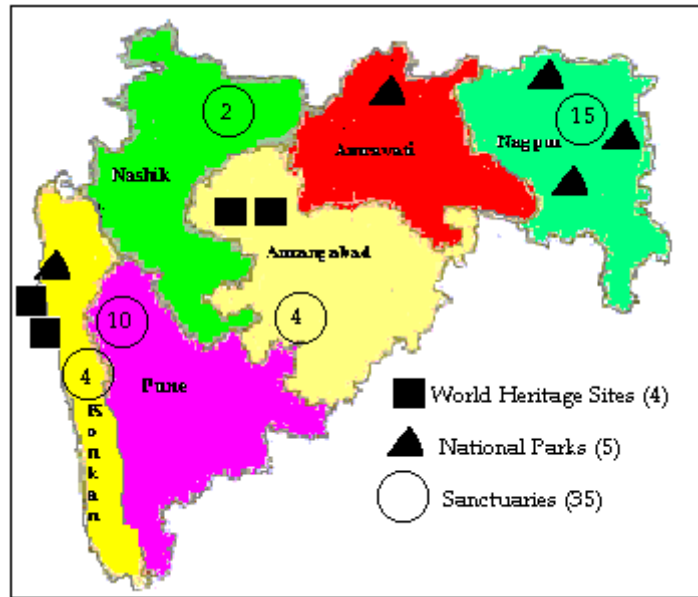 2
15
Amravati
Nagpur
Nashik
Aurangabad
10
4
4
Pune
Konkan
World Heritage Sites (4)
National Parks (5)
Sanctuaries (35)